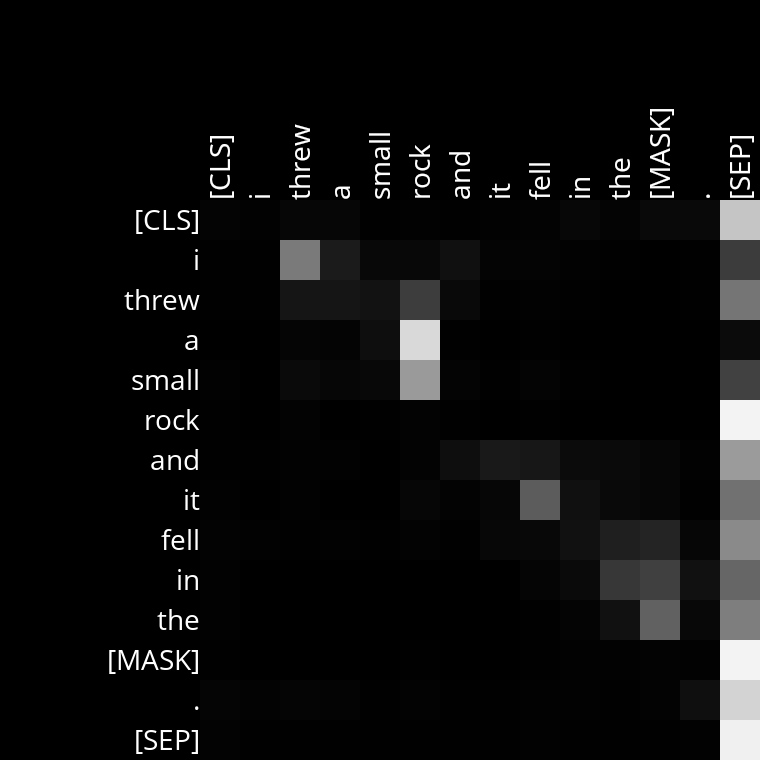 [CLS] i threw a small rock and it fell in the [MASK] . [SEP]
[CLS]
i
threw
a
small
rock
and
it
fell
in
the
[MASK]
.
[SEP]